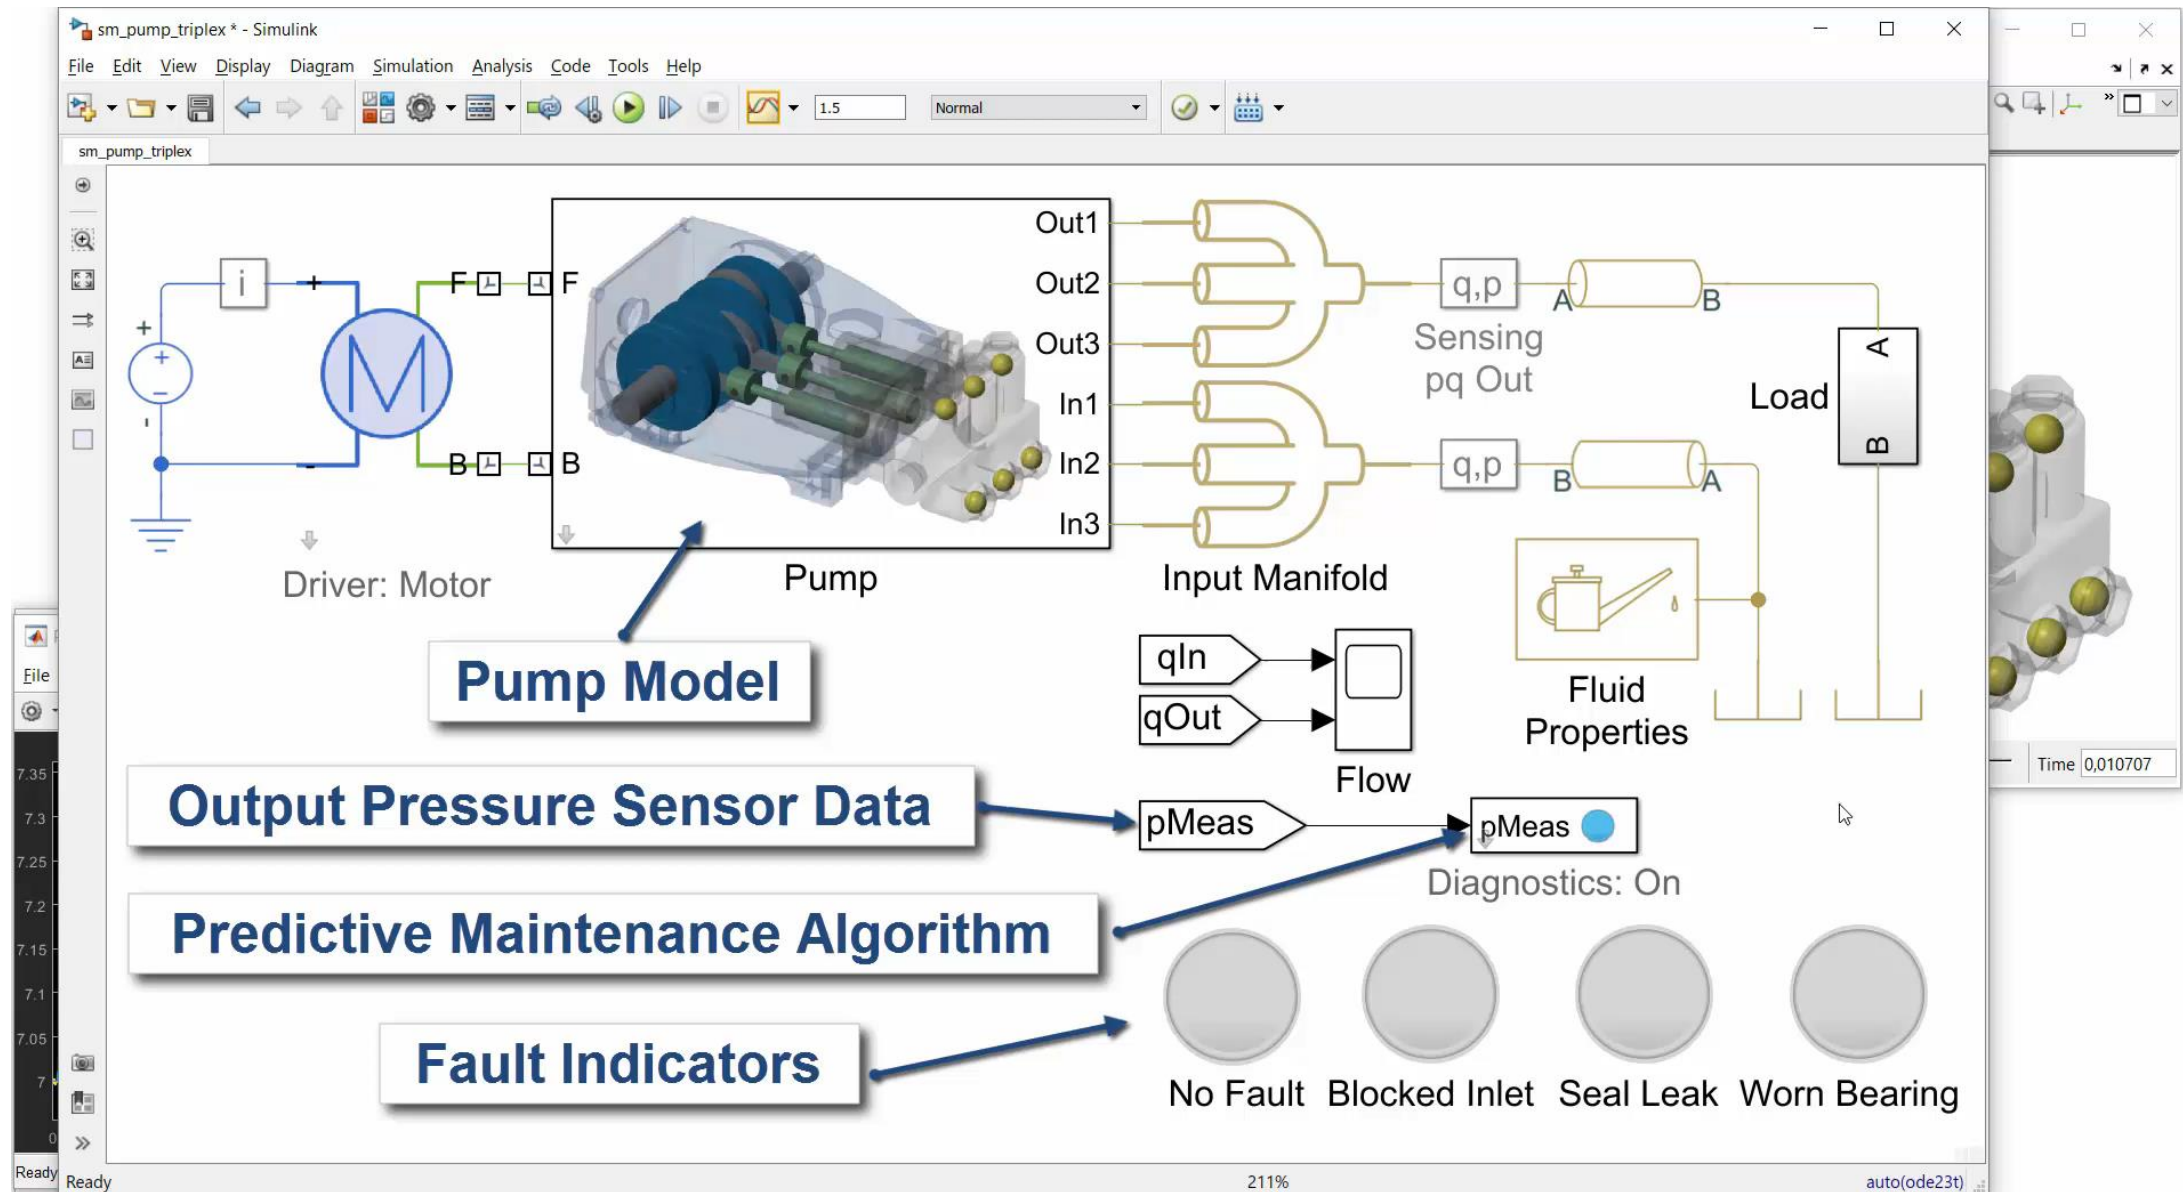 sm_pump_triplex * - Simulink
File Edit View Display Diagram Simulation Analysis Code Tools Help
1.5 Normal
sm_pump_triplex
i
+
-
M
F F
B B
Out1
Out2
Out3
In1
In2
In3
q,p
A B
Sensing
pq Out
q,p
B A
Load
A
B
Driver: Motor
Pump
Input Manifold
Pump Model
qIn
qOut
Flow
Fluid
Properties
Output Pressure Sensor Data
pMeas
pMeas
Diagnostics: On
Predictive Maintenance Algorithm
Fault Indicators
No Fault Blocked Inlet Seal Leak Worn Bearing
Ready
211%
auto(ode23t)
File
7.35
7.3
7.25
7.2
7.15
7.1
7.05
7
0
Ready
Time 0,010707